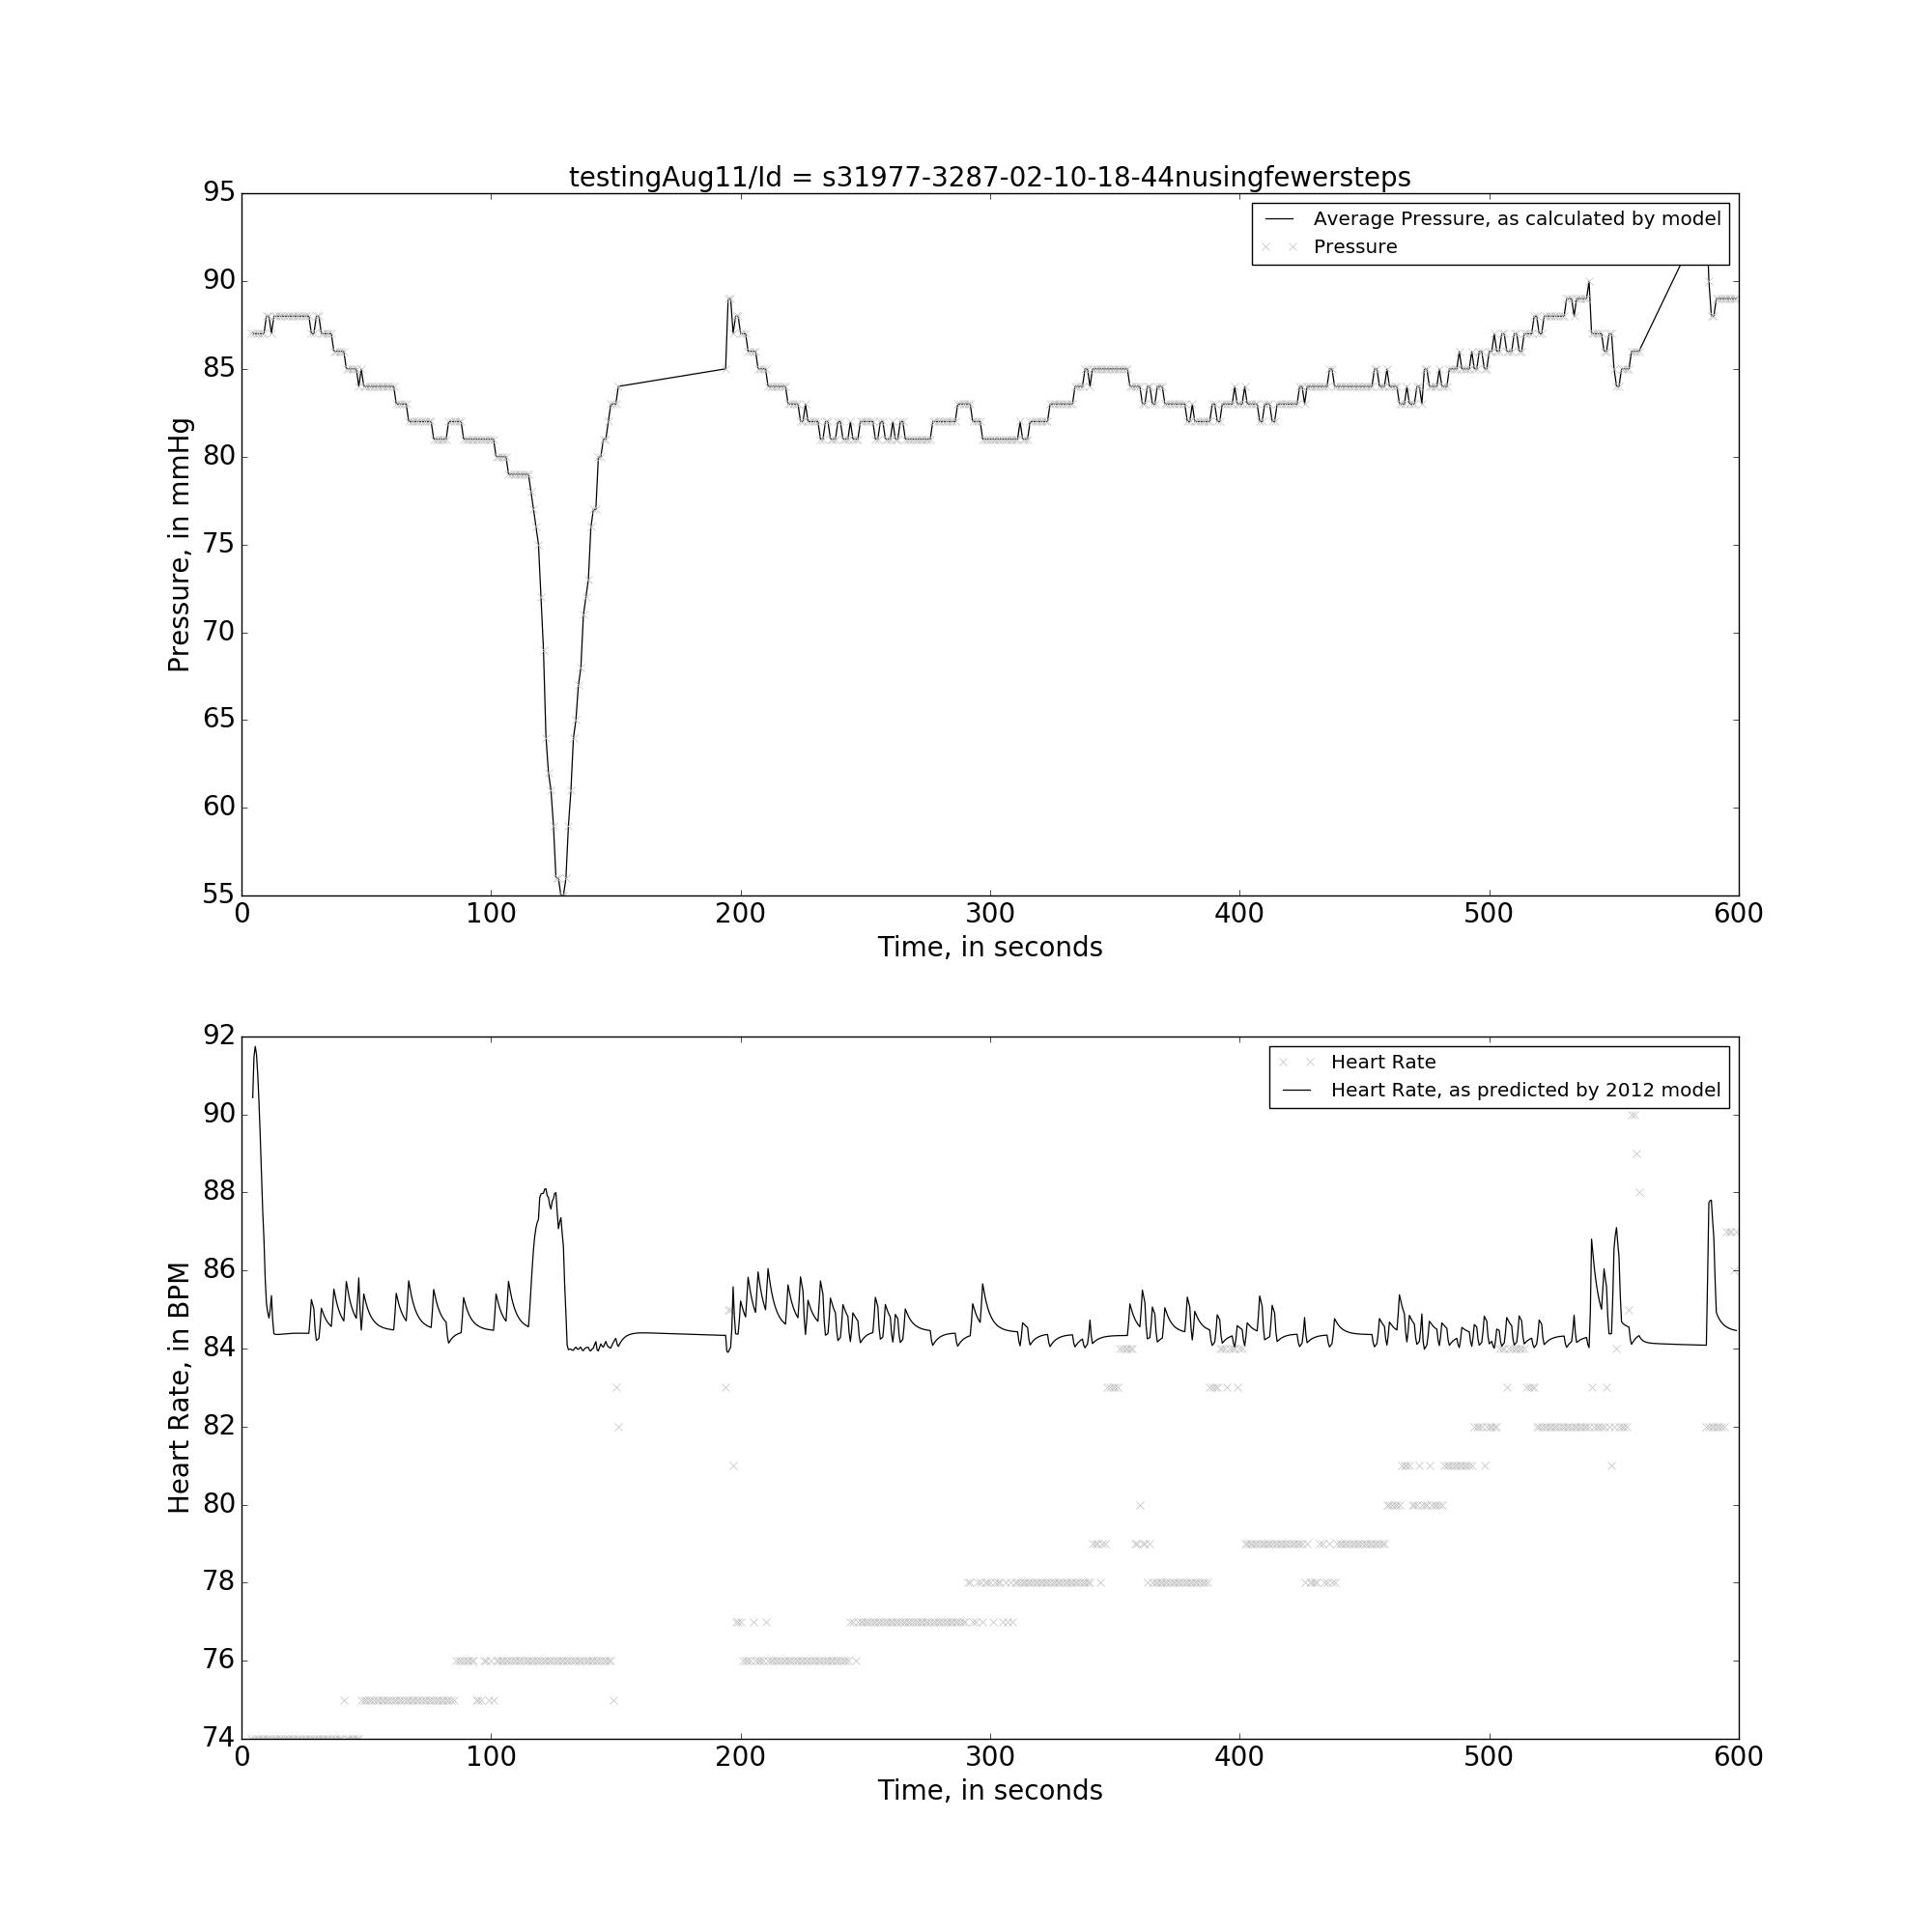 testingAug11/Id = s31977-3287-02-10-18-44nusingfewersteps
95
90
85
80
75
70
65
60
55
Pressure, in mmHg
Average Pressure, as calculated by model
Pressure
0 100 200 300 400 500 600
Time, in seconds
92
90
88
86
84
82
80
78
76
74
Heart Rate, in BPM
Heart Rate
Heart Rate, as predicted by 2012 model
0 100 200 300 400 500 600
Time, in seconds